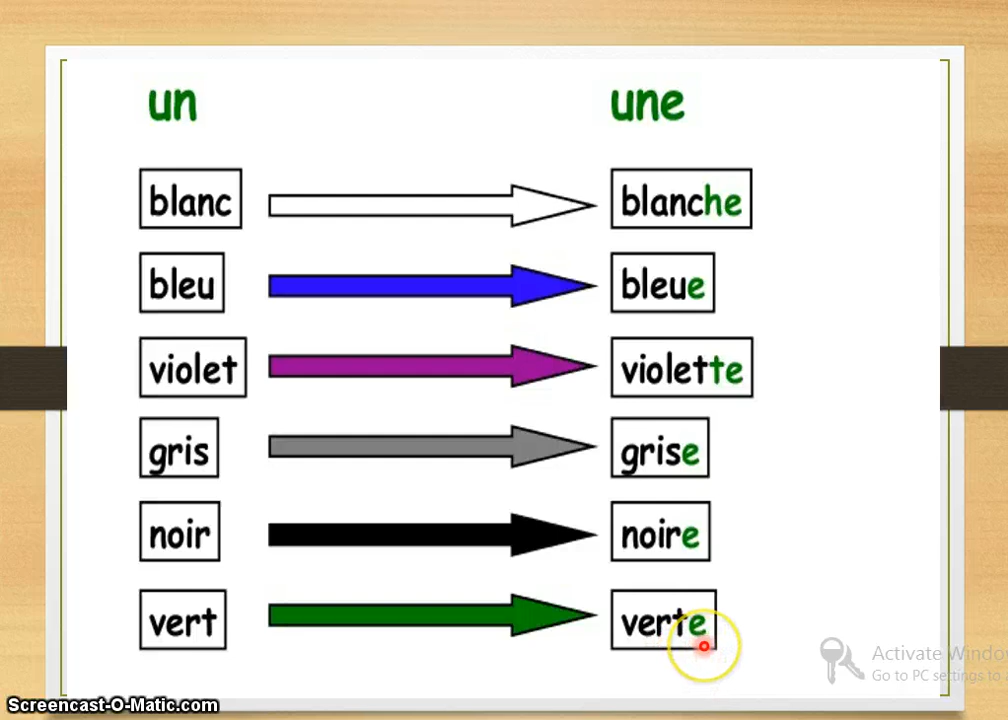 un une
blanc blanche
bleu bleue
violet violette
gris grise
noir noire
vert verte
Activate
Go to PC settings to
Screencast-O-Matic.com